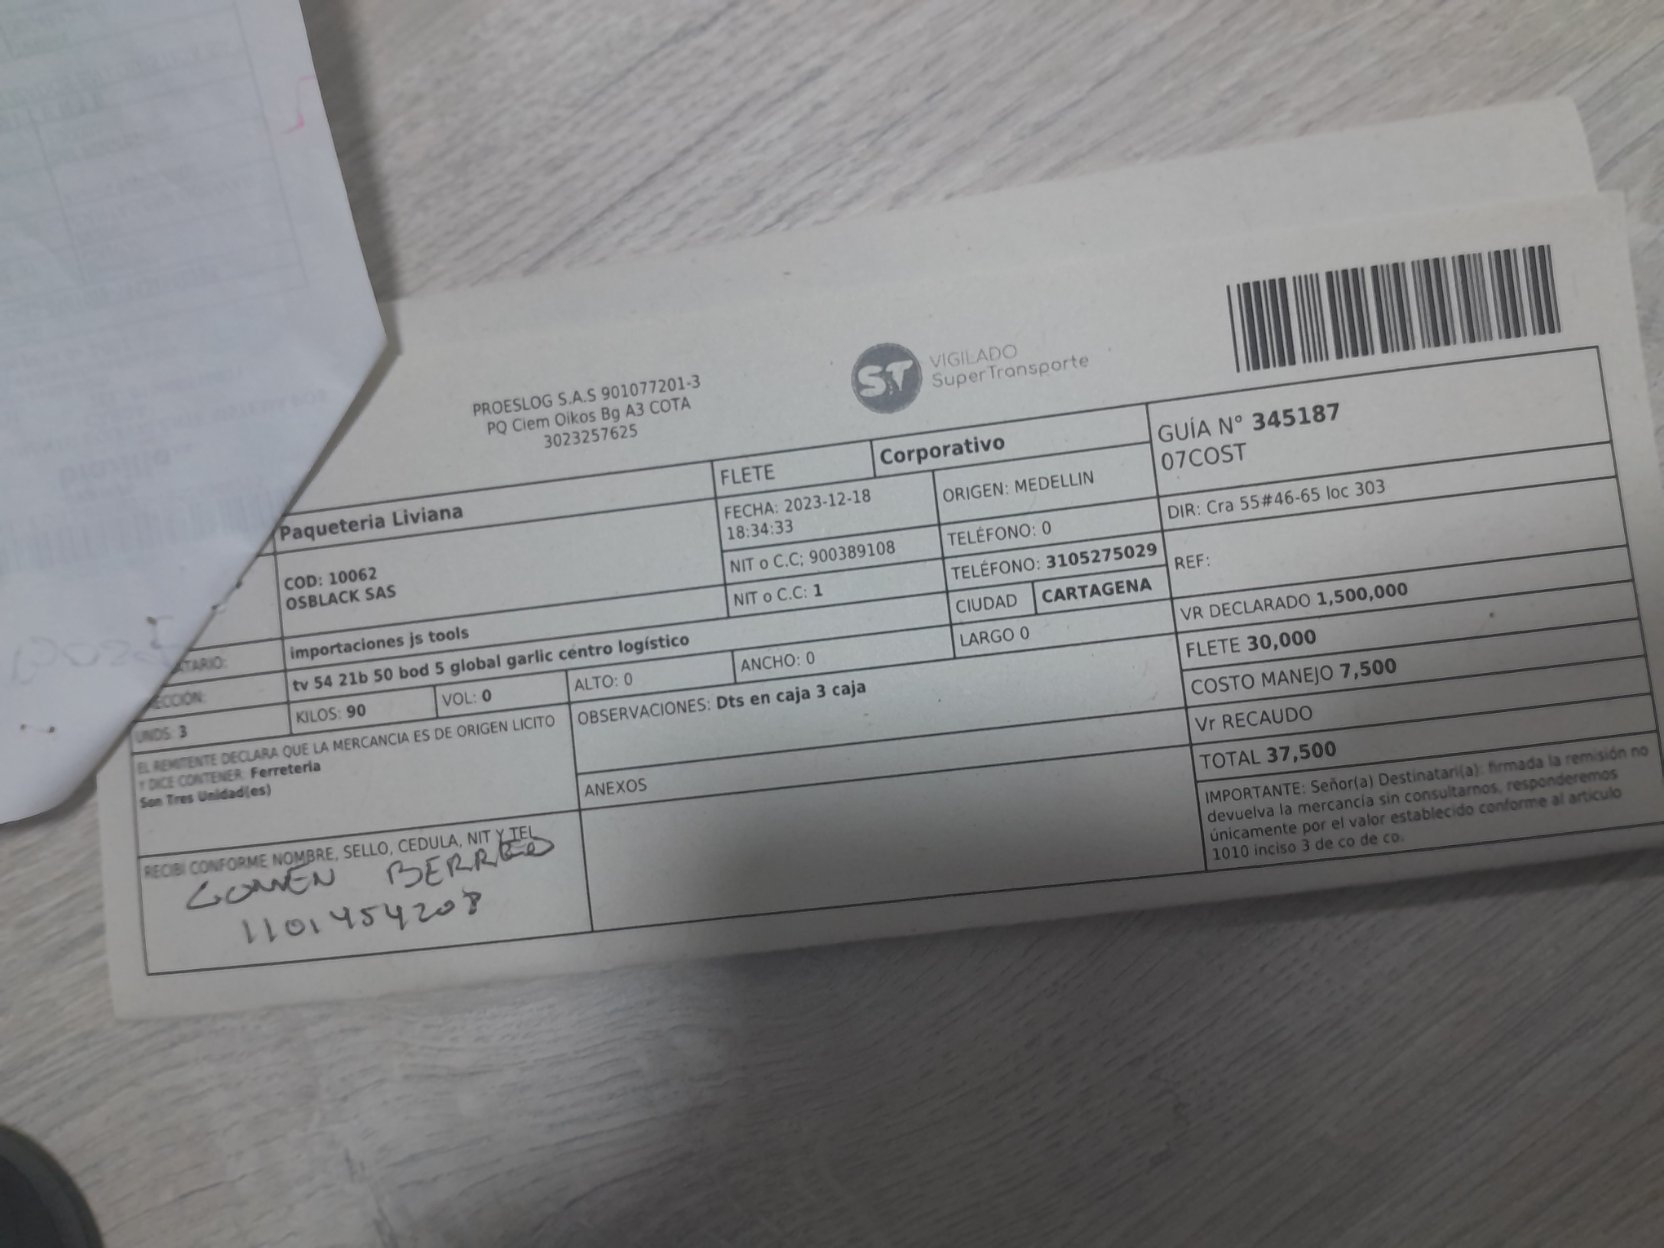 PROESLOG S.A.S 901077201-3
PQ Clem Oikos Bg A3 COTA
3023257625
ST VIGILADO
SuperTransporte
Paqueteria Liviana
FLETE
Corporativo
GUÍA N° 345187
07COST
COD: 10062
OSBLACK SAS
FECHA: 2023-12-18
18:34:33
ORIGEN: MEDELLIN
DIR: Cra 55#46-65 loc 303
NIT o C.C: 900389108
TELÉFONO: 0
TATARIO: importaciones js tools
NIT o C.C: 1
TELÉFONO: 3105275029
REF:
ECCIÓN: tv 54 21b 50 bod 5 global garlic centro logístico
CIUDAD CARTAGENA
VR DECLARADO 1,500,000
UNDS: 3
KILOS: 90
VOL: 0
ALTO: 0
ANCHO: 0
LARGO 0
FLETE 30,000
EL REMITENTE DECLARA QUE LA MERCANCIA ES DE ORIGEN LICITO
Y DICE CONTENER: Ferreteria
Son Tres Unidad(es)
OBSERVACIONES: Dts en caja 3 caja
COSTO MANEJO 7,500
Vr RECAUDO
ANEXOS
TOTAL 37,500
RECIBI CONFORME NOMBRE, SELLO, CEDULA, NIT Y TEL
1101454208
IMPORTANTE: Señor(a) Destinatari(a): firmada la remisión no
devuelva la mercancía sin consultarnos, responderemos
únicamente por el valor establecido conforme al articulo
1010 inciso 3 de co de co.